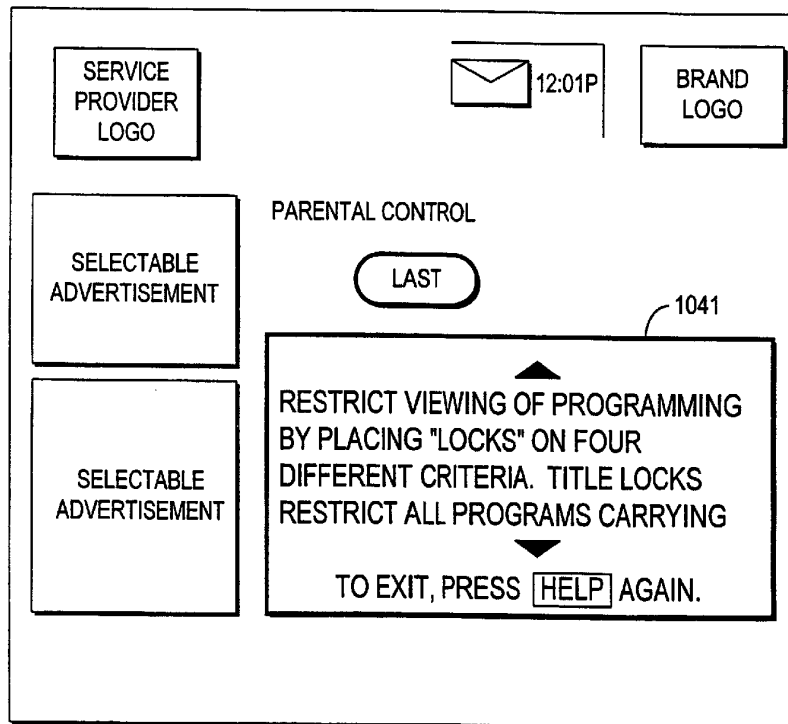 SERVICE
PROVIDER
LOGO
12:01P
BRAND
LOGO
SELECTABLE
ADVERTISEMENT
PARENTAL CONTROL
LAST
1041
RESTRICT VIEWING OF PROGRAMMING
BY PLACING "LOCKS" ON FOUR
DIFFERENT CRITERIA. TITLE LOCKS
RESTRICT ALL PROGRAMS CARRYING
TO EXIT, PRESS HELP AGAIN.
SELECTABLE
ADVERTISEMENT